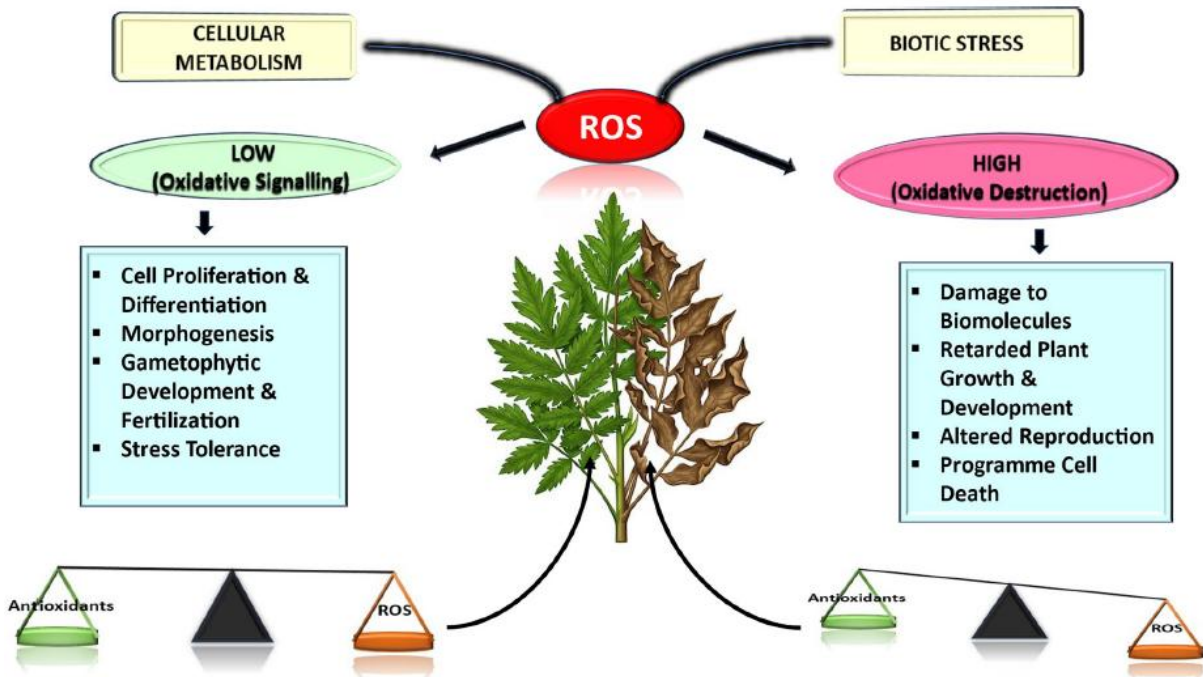 CELLULAR
METABOLISM
BIOTIC STRESS
ROS
LOW
(Oxidative Signalling)
HIGH
(Oxidative Destruction)
▪ Cell Proliferation &
Differentiation
▪ Morphogenesis
▪ Gametophytic
Development &
Fertilization
▪ Stress Tolerance
▪ Damage to
Biomolecules
▪ Retarded Plant
Growth &
Development
▪ Altered Reproduction
▪ Programme Cell
Death
Antioxidants
ROS
Antioxidants
ROS